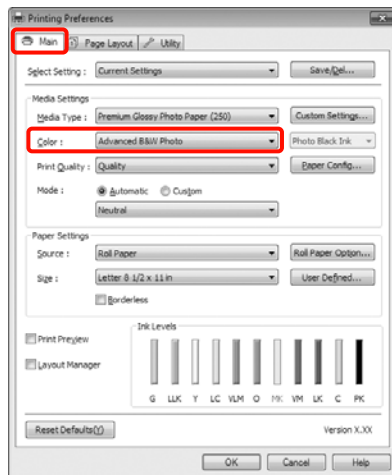 Printing Preferences
Main Page Layout Utility
Select Setting : Current Settings Save/Del...
Media Settings
Media Type : Premium Glossy Photo Paper (250) Custom Settings...
Color : Advanced B&W Photo Photo Black Ink
Print Quality : Quality Paper Config...
Mode : Automatic Custom
Neutral
Paper Settings
Source : Roll Paper Roll Paper Option...
Size : Letter 8 1/2 x 11 in User Defined...
Borderless
Ink Levels
Print Preview
Layout Manager
G LLK Y LC VLM O MK VM LK C PK
Reset Defaults(Y) Version X.XX
OK Cancel Help